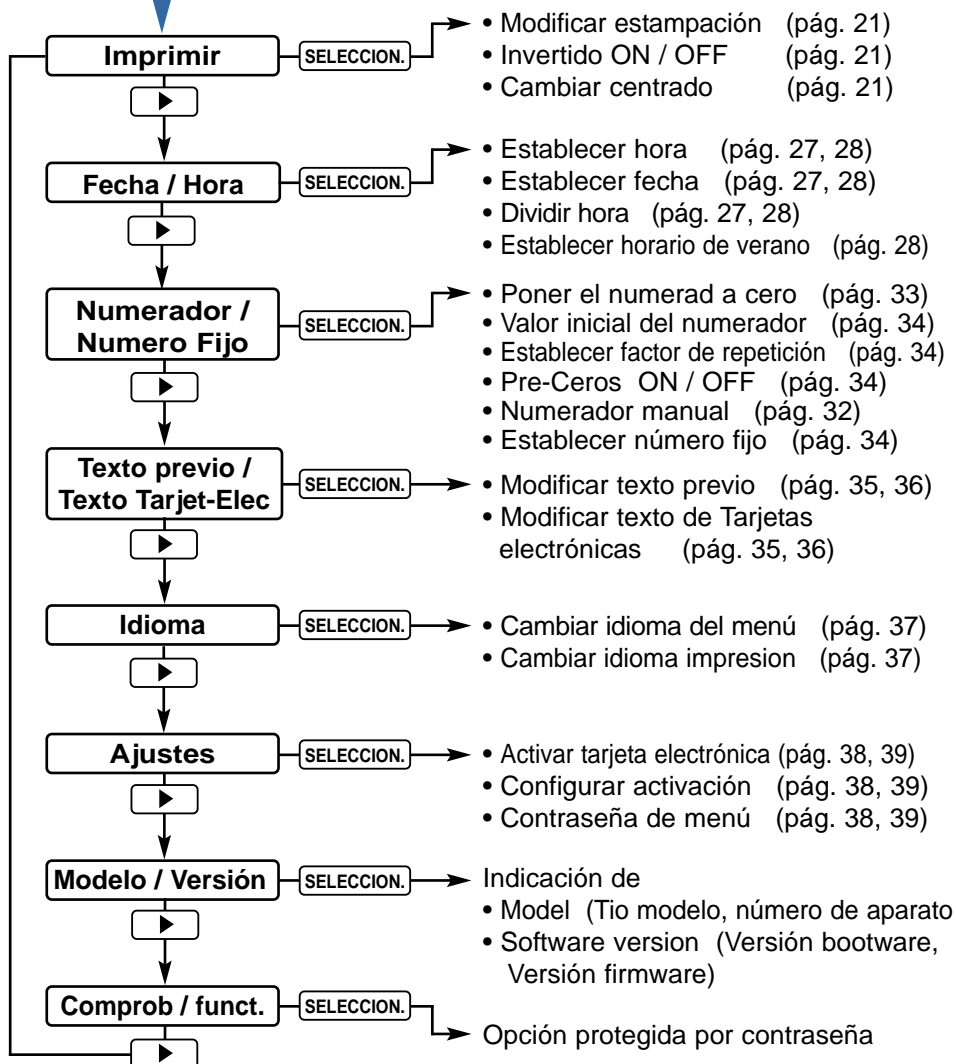 Imprimir
SELECCION.
• Modificar estampación (pág. 21)
• Invertido ON / OFF (pág. 21)
• Cambiar centrado (pág. 21)
Fecha / Hora
SELECCION.
• Establecer hora (pág. 27, 28)
• Establecer fecha (pág. 27, 28)
• Dividir hora (pág. 27, 28)
• Establecer horario de verano (pág. 28)
Numerador /
Numero Fijo
SELECCION.
• Poner el numerad a cero (pág. 33)
• Valor inicial del numerador (pág. 34)
• Establecer factor de repetición (pág. 34)
• Pre-Ceros ON / OFF (pág. 34)
• Numerador manual (pág. 32)
• Establecer número fijo (pág. 34)
Texto previo /
Texto Tarjet-Elec
SELECCION.
• Modificar texto previo (pág. 35, 36)
• Modificar texto de Tarjetas
electrónicas (pág. 35, 36)
Idioma
SELECCION.
• Cambiar idioma del menú (pág. 37)
• Cambiar idioma impresion (pág. 37)
Ajustes
SELECCION.
• Activar tarjeta electrónica (pág. 38, 39)
• Configurar activación (pág. 38, 39)
• Contraseña de menú (pág. 38, 39)
Modelo / Versión
SELECCION.
Indicación de
• Model (Tio modelo, número de aparato
• Software version (Versión bootware,
Versión firmware)
Comprob / funct.
SELECCION.
Opción protegida por contraseña